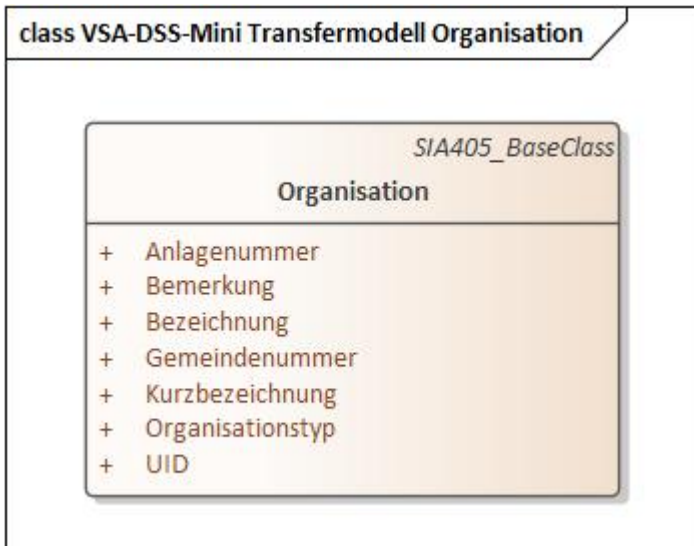 class VSA-DSS-Mini Transfermodell Organisation
SIA405_BaseClass
Organisation
+ Anlagenummer
+ Bemerkung
+ Bezeichnung
+ Gemeindenummer
+ Kurzbezeichnung
+ Organisationstyp
+ UID